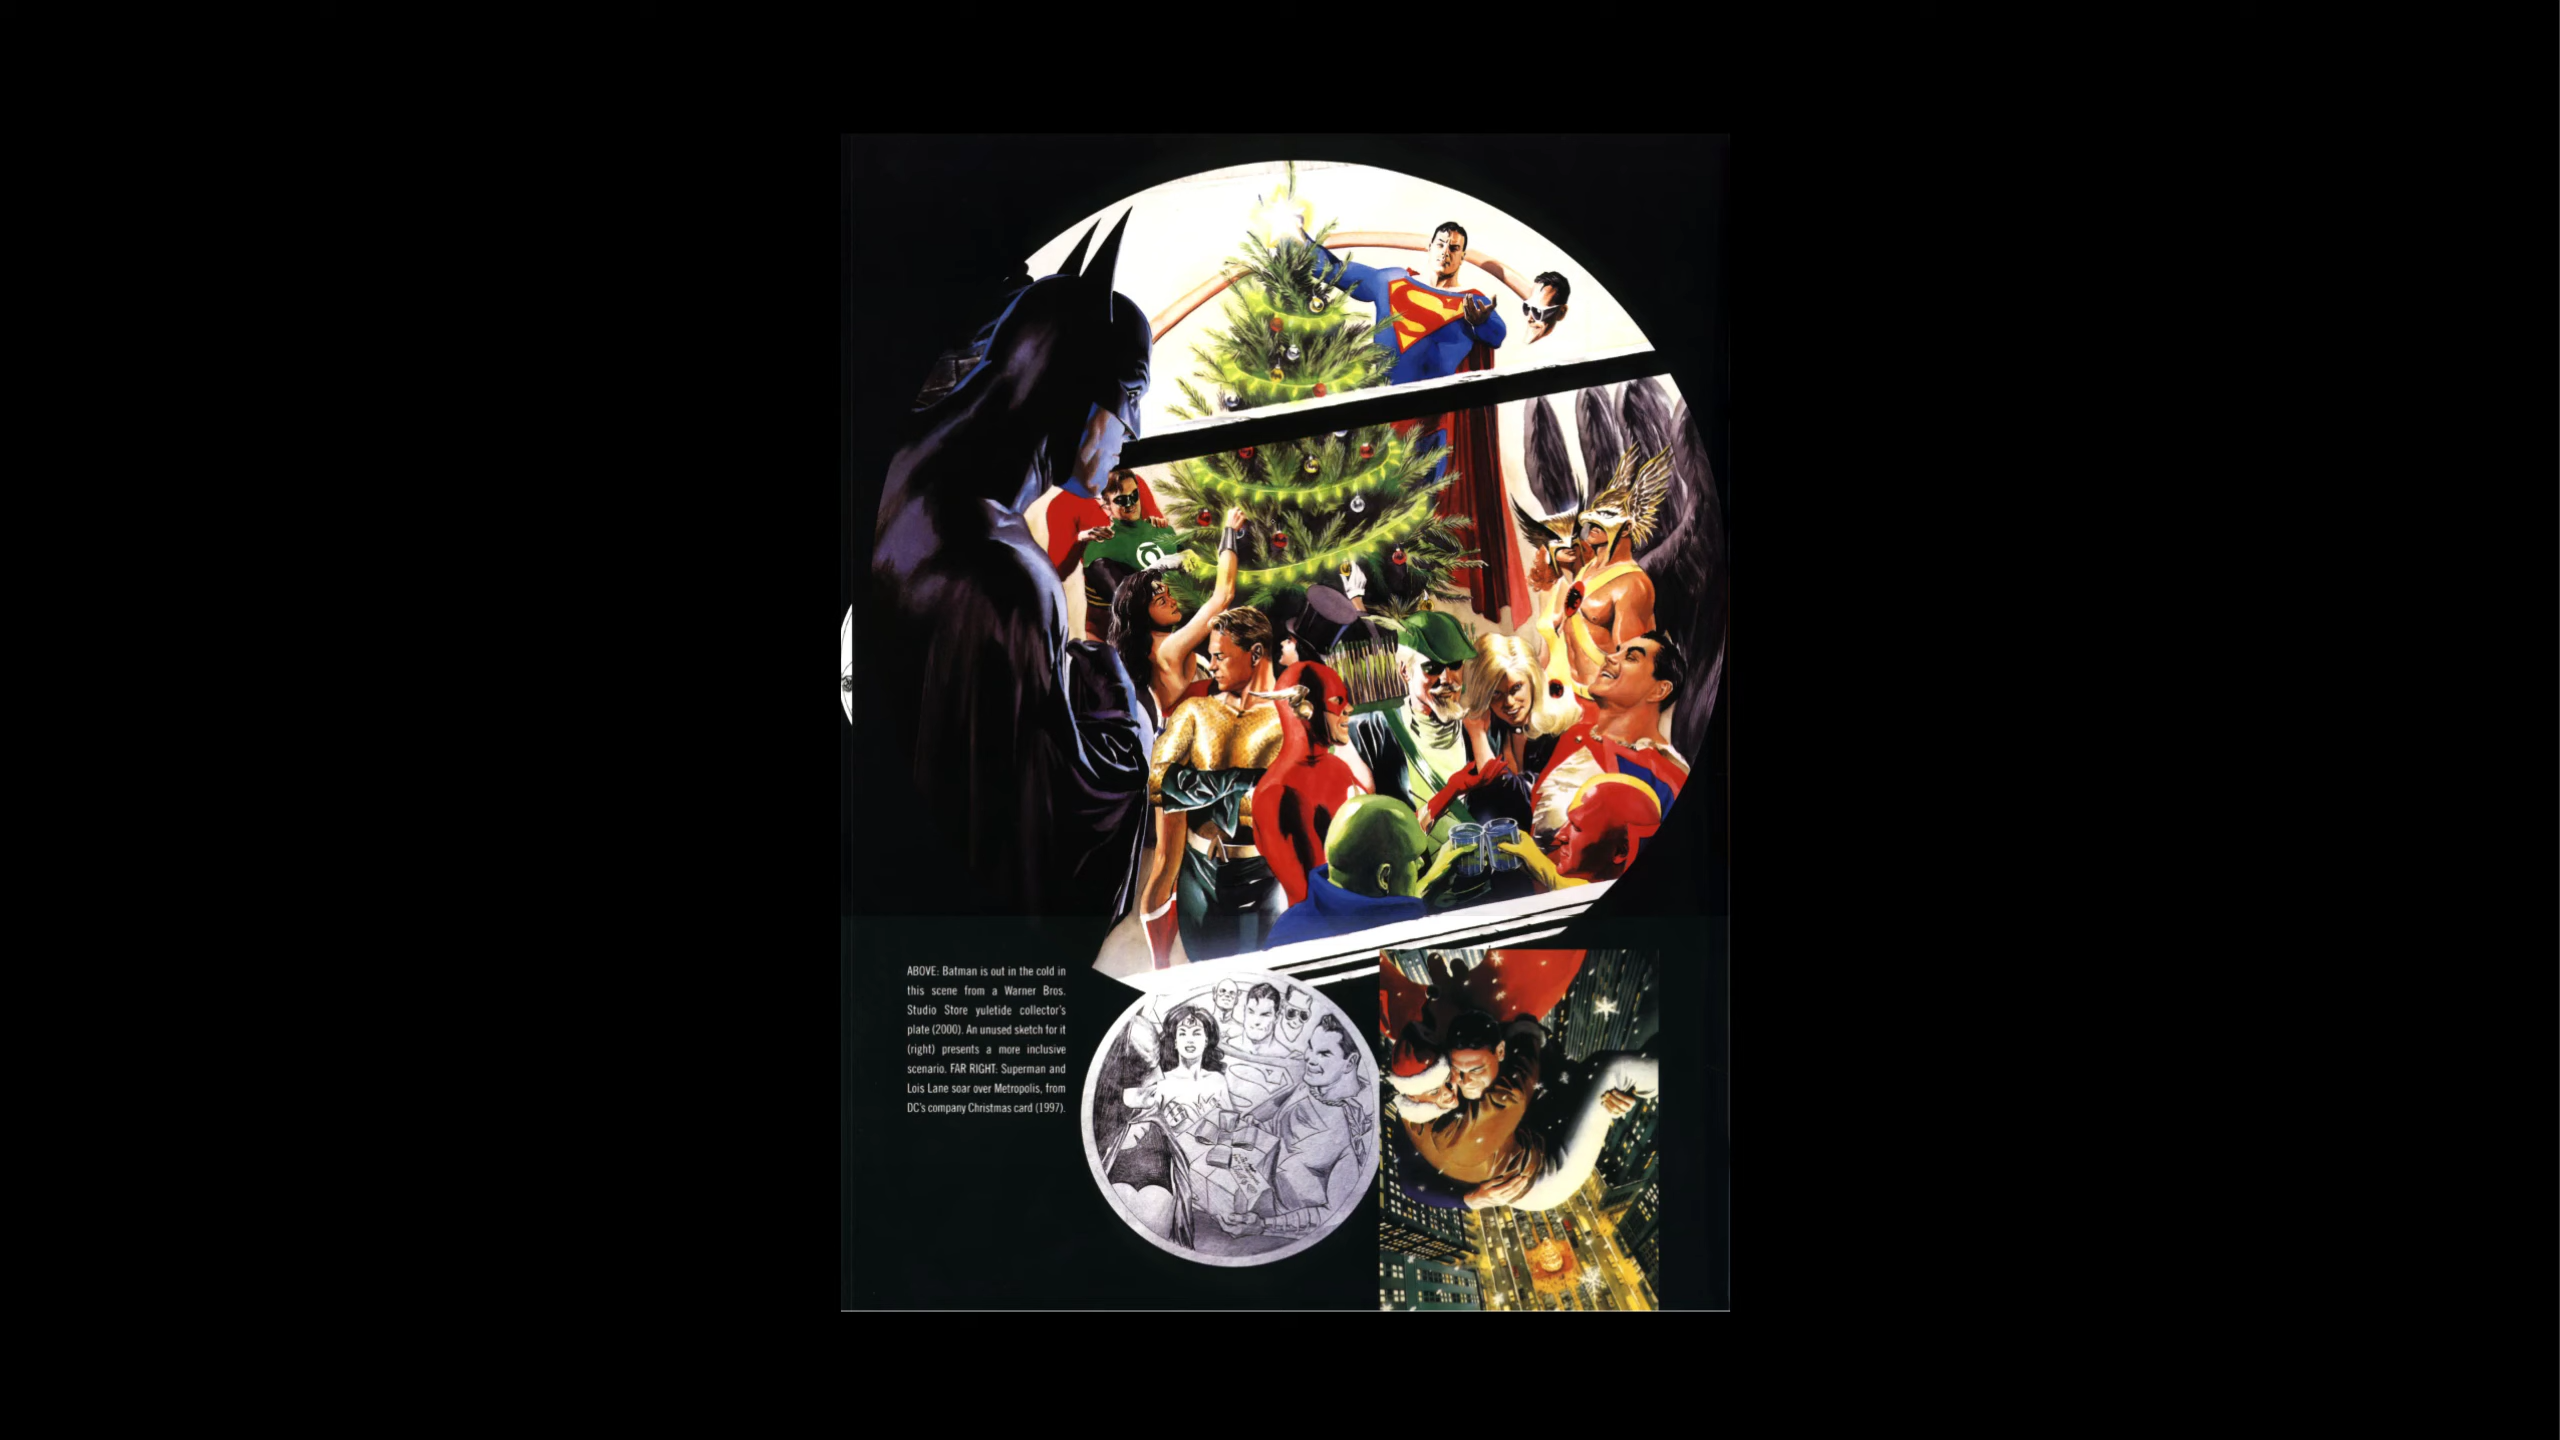 ABOVE: Batman is out in the cold in
this scene from a Warner Bros.
Studio Store yuletide collector's
plate (2000). An unused sketch for it
(right) presents a more inclusive
scenario. FAR RIGHT: Superman and
Lois Lane soar over Metropolis, from
DC's company Christmas card (1997).